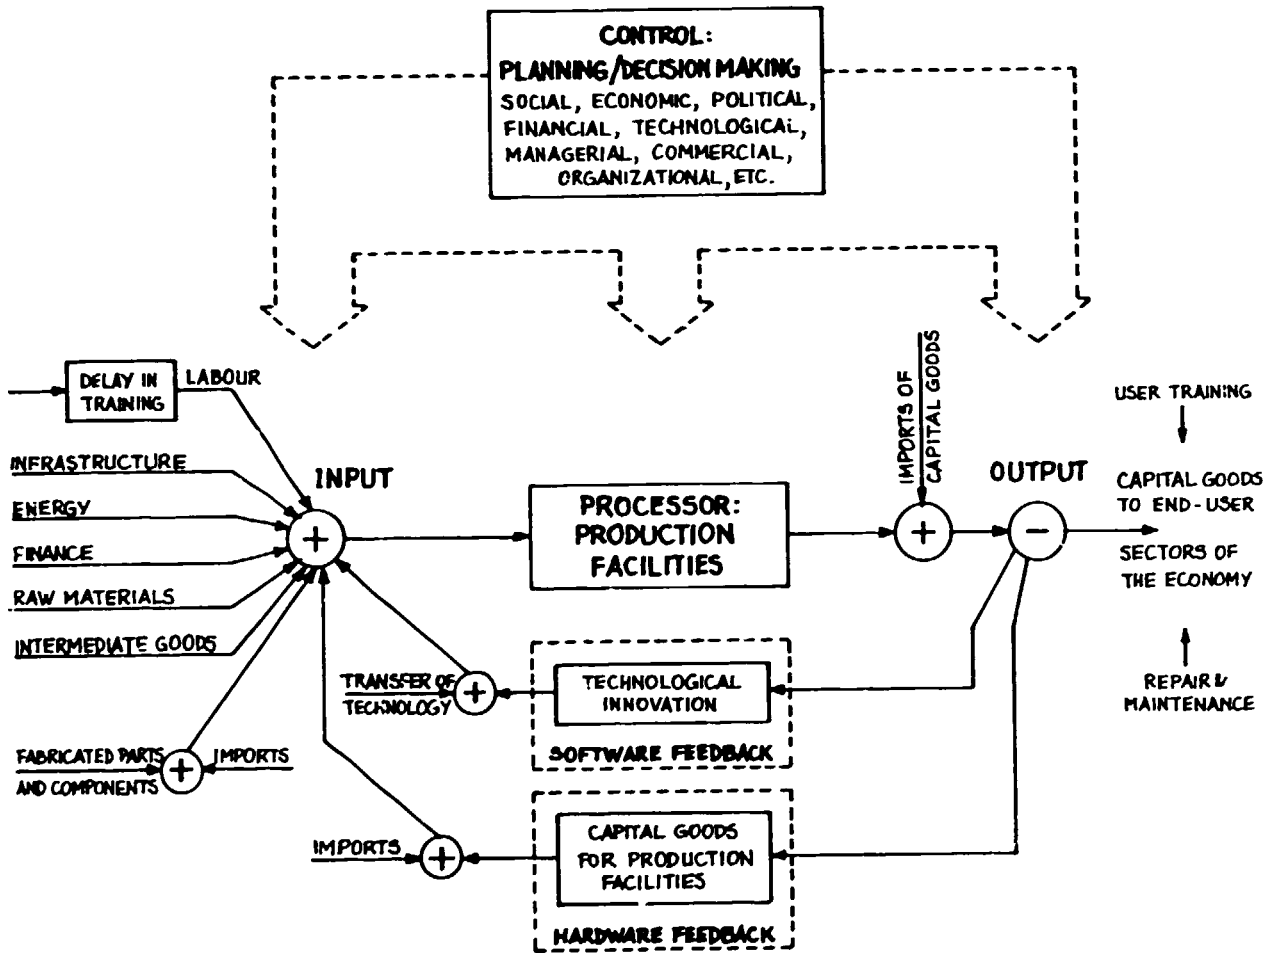 CONTROL:
PLANNING/DECISION MAKING
SOCIAL, ECONOMIC, POLITICAL,
FINANCIAL, TECHNOLOGICAL,
MANAGERIAL, COMMERCIAL,
ORGANIZATIONAL, ETC.
DELAY IN
TRAINING
LABOUR
INFRASTRUCTURE
ENERGY
FINANCE
RAW MATERIALS
INTERMEDIATE GOODS
INPUT
+
PROCESSOR:
PRODUCTION
FACILITIES
IMPORTS OF
CAPITAL GOODS
+
OUTPUT
-
USER TRAINING
CAPITAL GOODS
TO END-USER
SECTORS OF
THE ECONOMY
REPAIR &
MAINTENANCE
TRANSFER OF
TECHNOLOGY
+
TECHNOLOGICAL
INNOVATION
SOFTWARE FEEDBACK
FABRICATED PARTS
AND COMPONENTS
+
IMPORTS
IMPORTS
+
CAPITAL GOODS
FOR PRODUCTION
FACILITIES
HARDWARE FEEDBACK